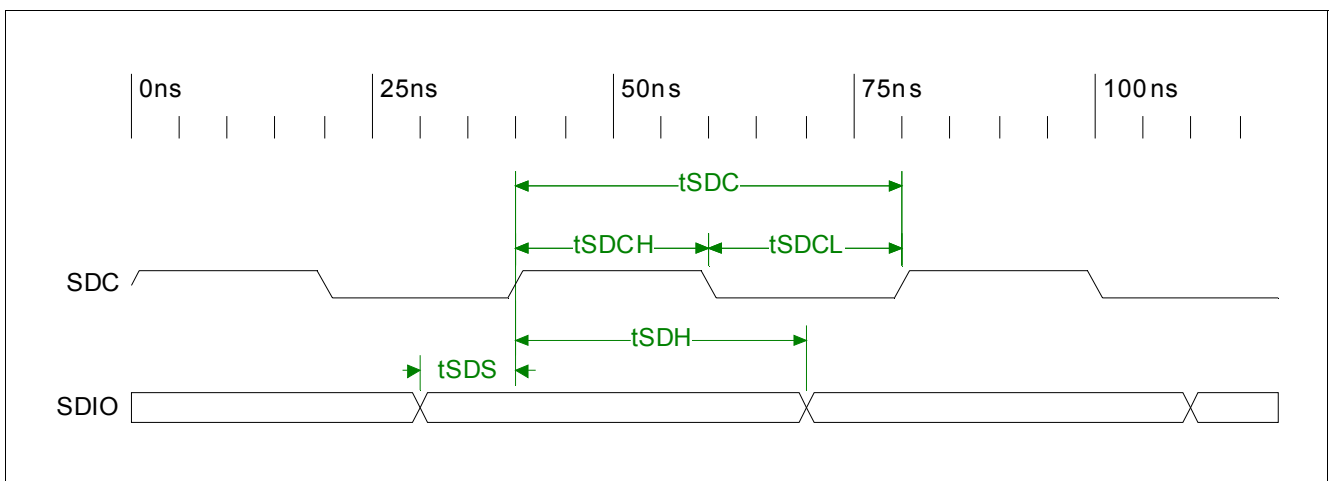 0ns 25ns 50ns 75ns 100ns
tSDC
tSDCH tSDCL
SDC
tSDH
tSDS
SDIO